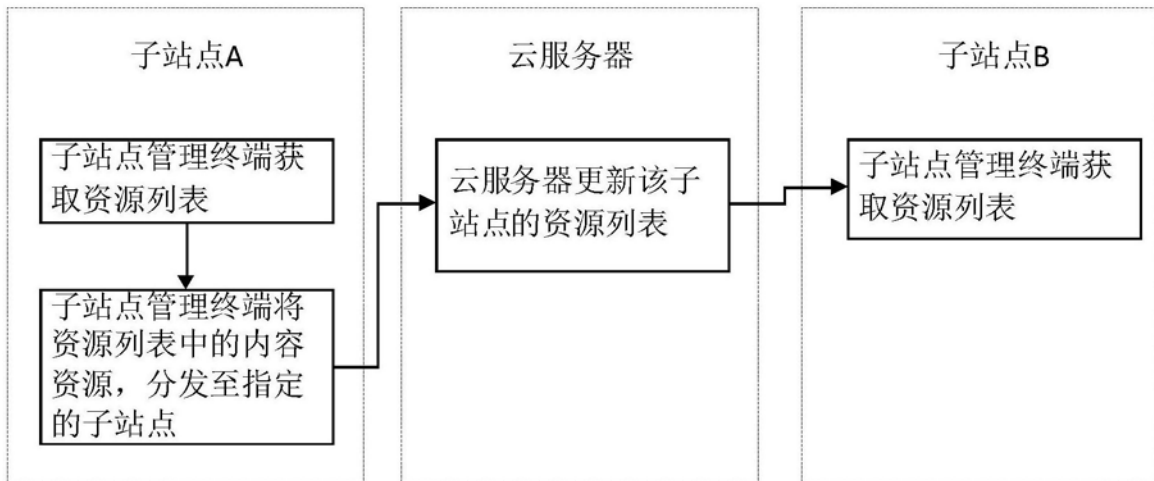 子站点A
子站点管理终端获
取资源列表
子站点管理终端将
资源列表中的内容
资源，分发至指定
的子站点
云服务器
云服务器更新该子
站点的资源列表
子站点B
子站点管理终端获
取资源列表